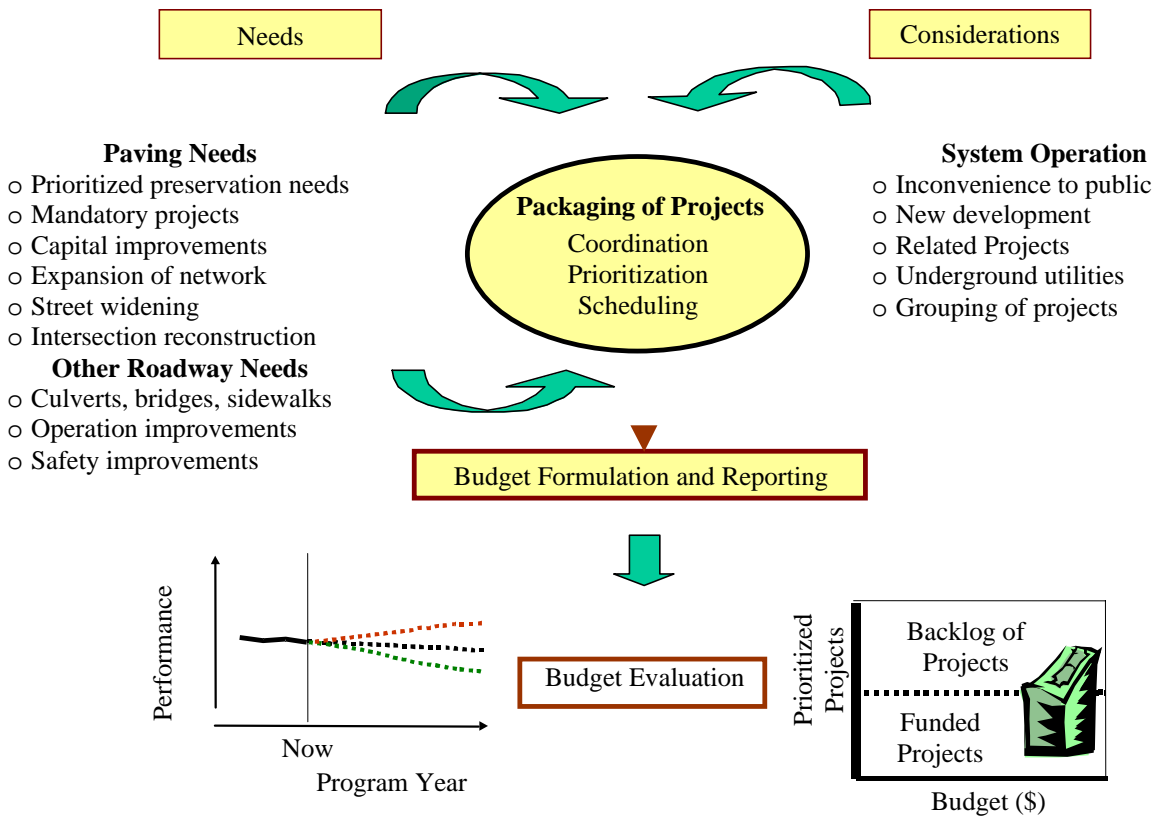 Needs
Considerations
Paving Needs
o Prioritized preservation needs
o Mandatory projects
o Capital improvements
o Expansion of network
o Street widening
o Intersection reconstruction
Other Roadway Needs
o Culverts, bridges, sidewalks
o Operation improvements
o Safety improvements
Packaging of Projects
Coordination
Prioritization
Scheduling
System Operation
o Inconvenience to public
o New development
o Related Projects
o Underground utilities
o Grouping of projects
Budget Formulation and Reporting
Performance
Now
Program Year
Budget Evaluation
Prioritized
Projects
Backlog of
Projects
Funded
Projects
Budget ($)